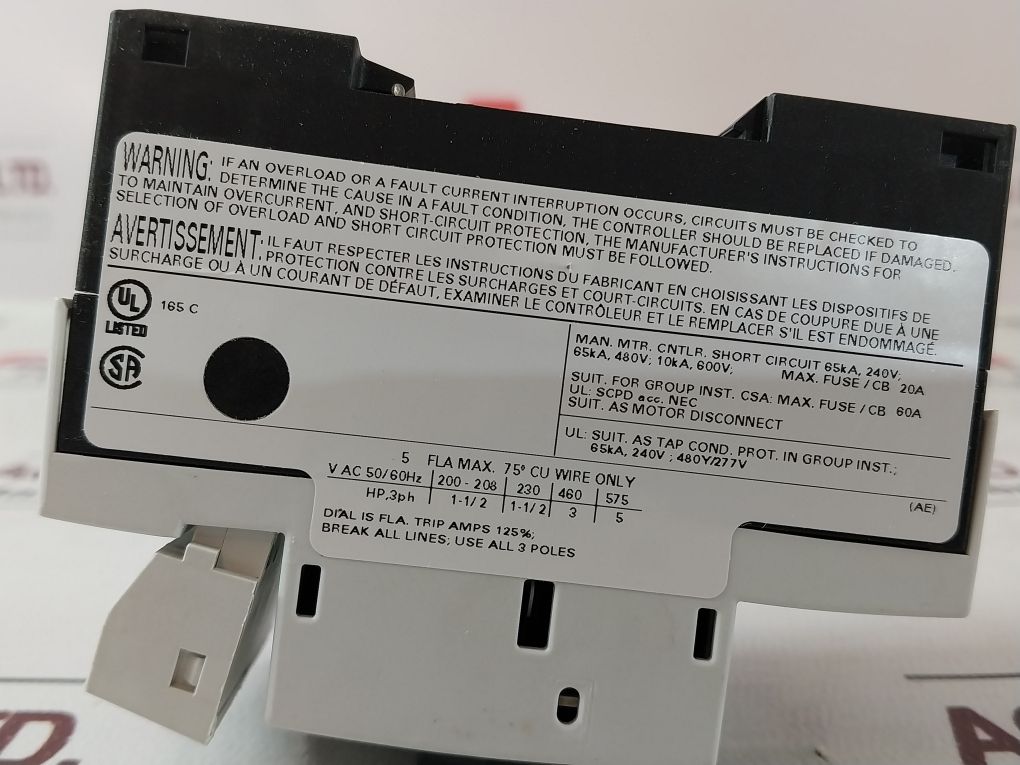 WARNING: IF AN OVERLOAD OR A FAULT CURRENT INTERRUPTION OCCURS, CIRCUITS MUST BE CHECKED TO
DETERMINE THE CAUSE IN A FAULT CONDITION, THE CONTROLLER SHOULD BE REPLACED IF DAMAGED.
TO MAINTAIN OVERCURRENT, AND SHORT-CIRCUIT PROTECTION, THE MANUFACTURER'S INSTRUCTIONS FOR
SELECTION OF OVERLOAD AND SHORT CIRCUIT PROTECTION MUST BE FOLLOWED.
AVERTISSEMENT: IL FAUT RESPECTER LES INSTRUCTIONS DU FABRICANT EN CHOISISSANT LES DISPOSITIFS DE
PROTECTION CONTRE LES SURCHARGES ET COURT-CIRCUITS. EN CAS DE COUPURE DUE À UNE
SURCHARGE OU À UN COURANT DE DÉFAUT, EXAMINER LE CONTRÔLEUR ET LE REMPLACER S'IL EST ENDOMMAGÉ.
UL 165 C
LISTED
SA
MAN. MTR. CNTLR. SHORT CIRCUIT 65kA, 240V;
65kA, 480V; 10kA, 600V; MAX. FUSE / CB 20A
SUIT. FOR GROUP INST. CSA: MAX. FUSE / CB 60A
UL: SCPD acc. NEC
SUIT. AS MOTOR DISCONNECT
UL: SUIT. AS TAP COND. PROT. IN GROUP INST.;
65kA, 240V ; 480Y/277V
(AE)
5 FLA MAX. 75° CU WIRE ONLY
V AC 50/60Hz 200 - 208 230 460 575
HP,3ph 1-1/2 1-1/2 3 5
DIAL IS FLA. TRIP AMPS 125%;
BREAK ALL LINES; USE ALL 3 POLES
LTD.